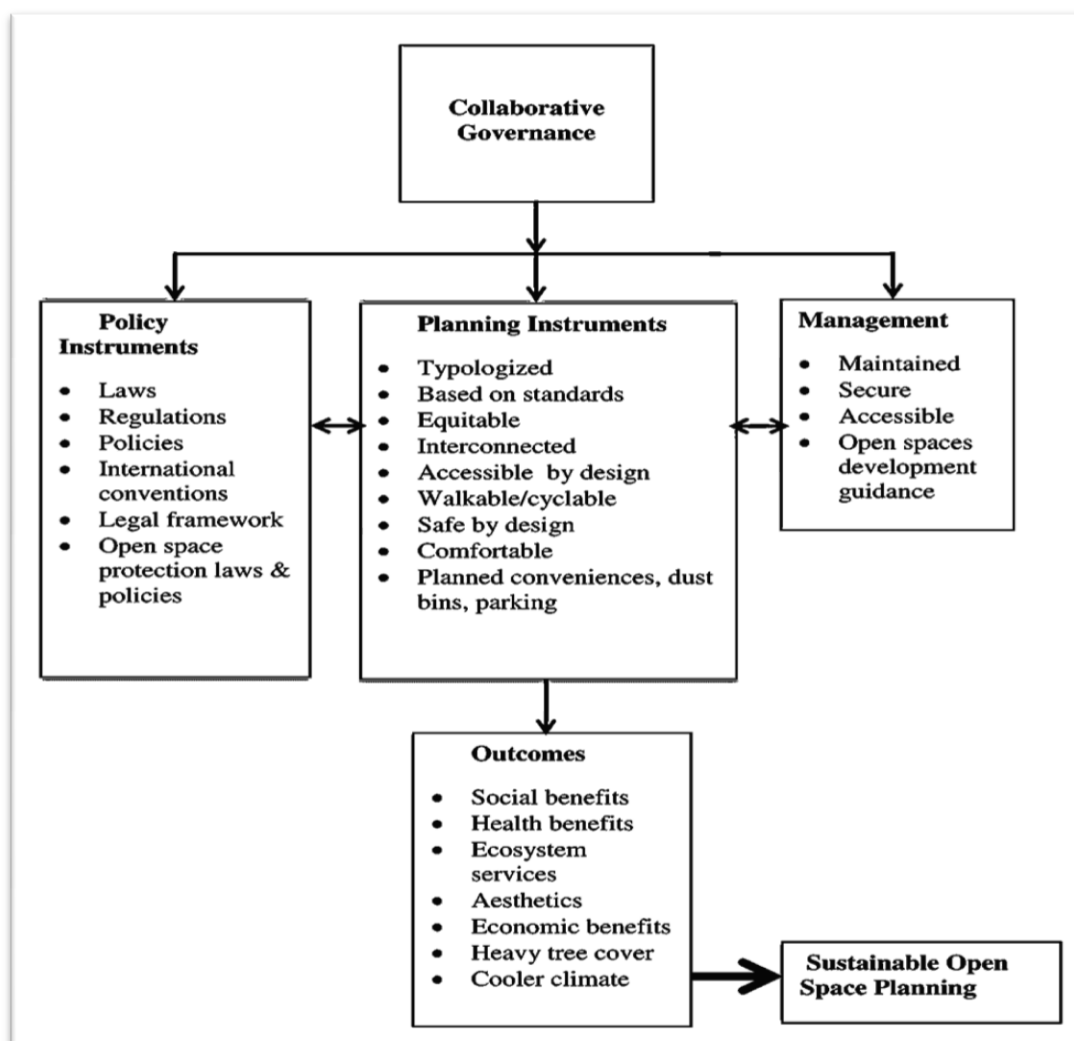 Collaborative
Governance
Policy
Instruments
• Laws
• Regulations
• Policies
• International
conventions
• Legal framework
• Open space
protection laws &
policies
Planning Instruments
• Typologized
• Based on standards
• Equitable
• Interconnected
• Accessible by design
• Walkable/cyclable
• Safe by design
• Comfortable
• Planned conveniences, dust
bins, parking
Management
• Maintained
• Secure
• Accessible
• Open spaces
development
guidance
Outcomes
• Social benefits
• Health benefits
• Ecosystem
services
• Aesthetics
• Economic benefits
• Heavy tree cover
• Cooler climate
Sustainable Open
Space Planning